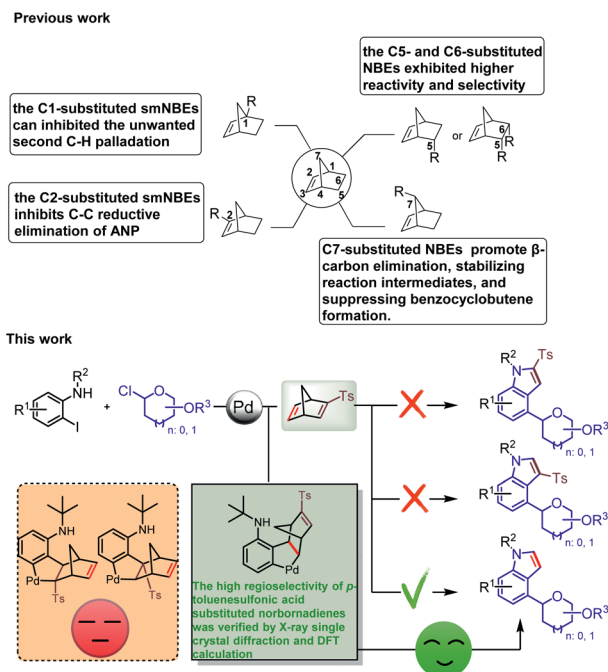 Previous work
the C5- and C6-substituted
NBEs exhibited higher
reactivity and selectivity
the C1-substituted smNBEs
can inhibited the unwanted
second C-H palladation
R
1
5
R
or
6
5
R
R
7
1
2
6
3
4
5
the C2-substituted smNBEs
inhibits C-C reductive
elimination of ANP
R
2
R
7
C7-substituted NBEs promote β-
carbon elimination, stabilizing
reaction intermediates, and
suppressing benzocyclobutene
formation.
This work
R2
NH
R1
I
+
Cl
O
OR3
n: 0, 1
Pd
Ts
R2
N
Ts
R1
O
OR3
n: 0, 1
R2
N
Ts
R1
O
OR3
n: 0, 1
R2
N
R1
O
OR3
n: 0, 1
NH
Pd
Ts
NH
Pd
Ts
Ts
NH
Pd
The high regioselectivity of p-
toluenesulfonic acid
substituted norbornadienes
was verified by X-ray single
crystal diffraction and DFT
calculation